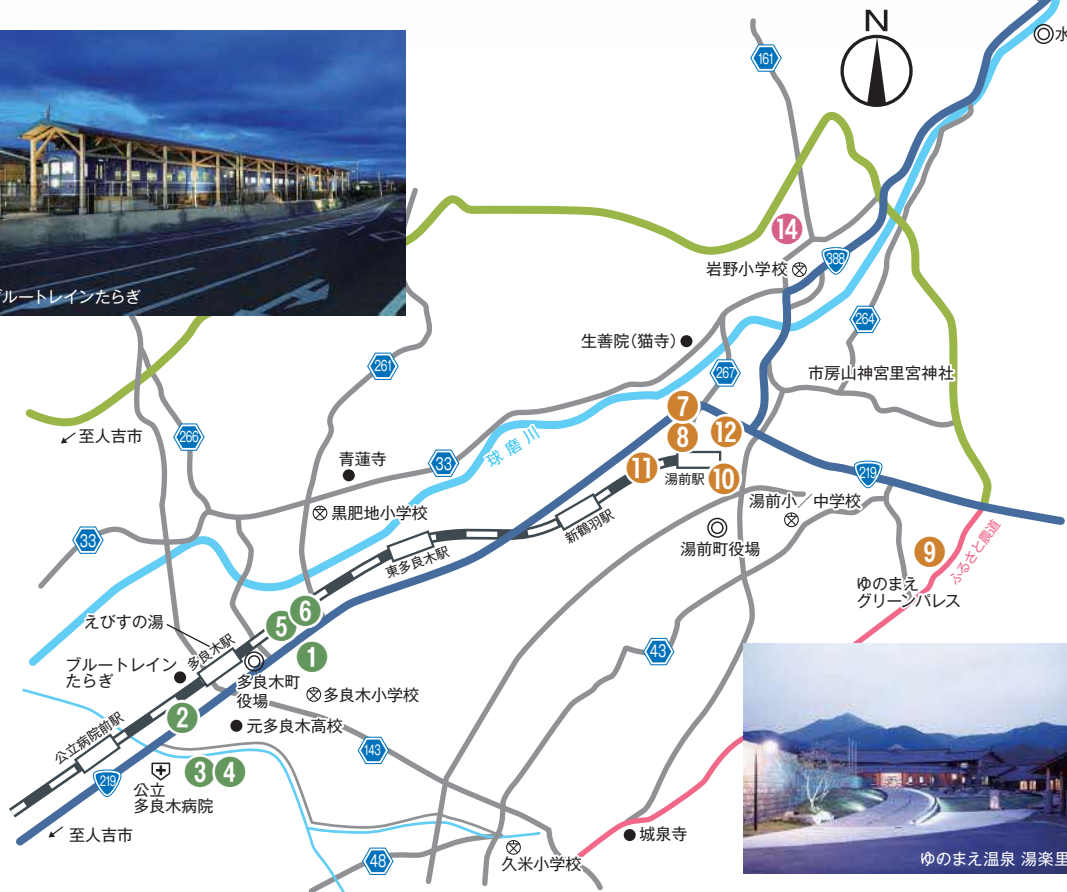 N
水
161
14
岩野小学校
388
ブルートレインたらぎ
生善院（猫寺）
264
261
267
市房山神宮里宮神社
7
至人吉市
266
8
12
球磨川
33
青蓮寺
11
湯前駅
10
219
黒肥地小学校
湯前小／中学校
新鶴羽駅
33
東多良木駅
湯前町役場
9
ふるさと農道
ゆのまえ
グリーンパレス
えびすの湯
5
6
多良木駅
1
43
ブルートレイン
たらぎ
多良木町
役場
多良木小学校
2
元多良木高校
公立病院前駅
143
3
4
219
公立
多良木病院
至人吉市
城泉寺
48
久米小学校
ゆのまえ温泉 湯楽里